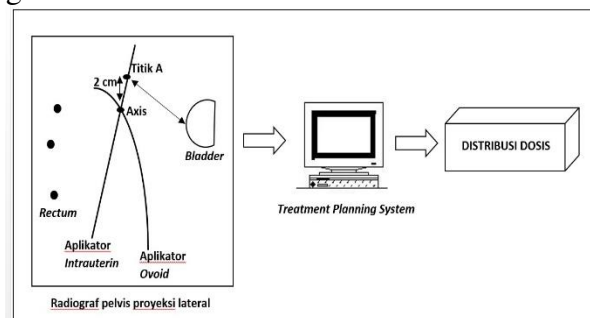 Titik A
2 cm
Axis
Bladder
Rectum
Aplikator
Intrauterin
Aplikator
Ovoid
Radiograf pelvis proyeksi lateral
Treatment Planning System
DISTRIBUSI DOSIS